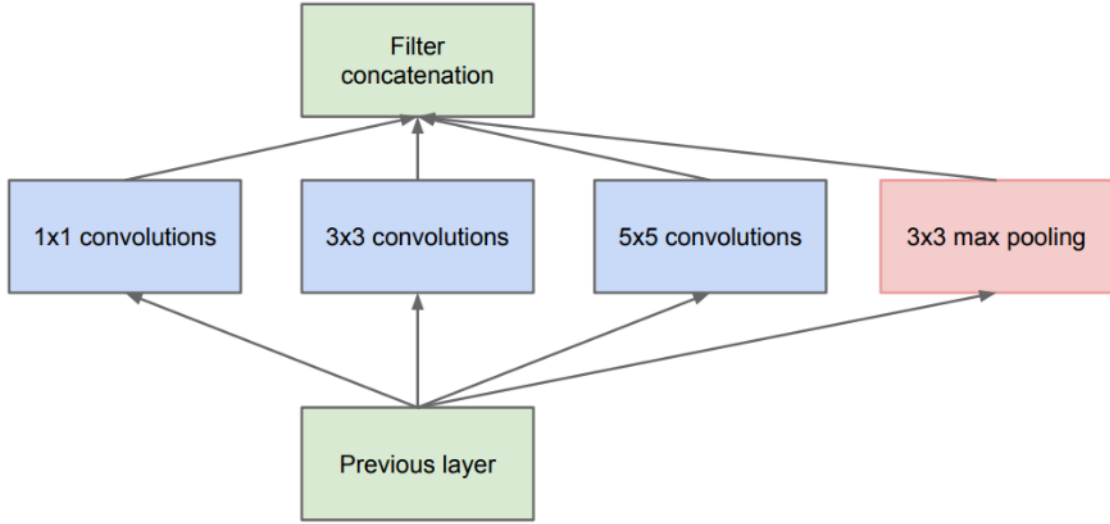 Filter
concatenation
1x1 convolutions
3x3 convolutions
5x5 convolutions
3x3 max pooling
Previous layer